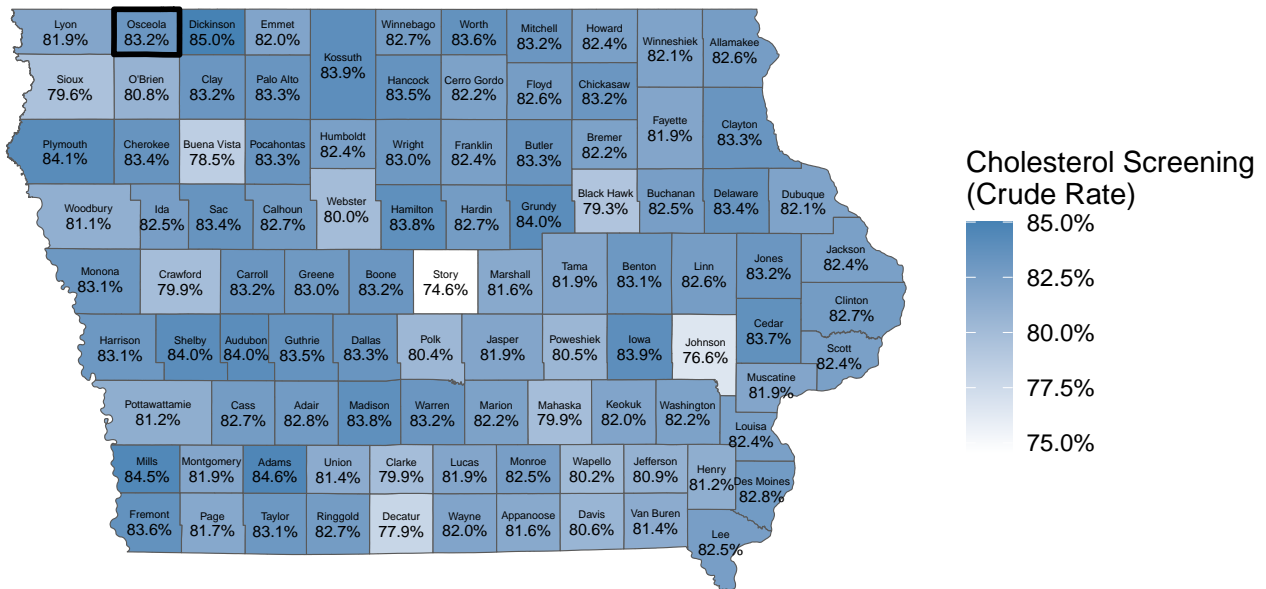 Lyon
81.9%
Osceola
83.2%
Dickinson
85.0%
Emmet
82.0%
Kossuth
83.9%
Winnebago
82.7%
Worth
83.6%
Mitchell
83.2%
Howard
82.4%
Winneshiek
82.1%
Allamakee
82.6%
Sioux
79.6%
O'Brien
80.8%
Clay
83.2%
Palo Alto
83.3%
Hancock
83.5%
Cerro Gordo
82.2%
Floyd
82.6%
Chickasaw
83.2%
Fayette
81.9%
Clayton
83.3%
Plymouth
84.1%
Cherokee
83.4%
Buena Vista
78.5%
Pocahontas
83.3%
Humboldt
82.4%
Wright
83.0%
Franklin
82.4%
Butler
83.3%
Bremer
82.2%
Woodbury
81.1%
Ida
82.5%
Sac
83.4%
Calhoun
82.7%
Webster
80.0%
Hamilton
83.8%
Hardin
82.7%
Grundy
84.0%
Black Hawk
79.3%
Buchanan
82.5%
Delaware
83.4%
Dubuque
82.1%
Monona
83.1%
Crawford
79.9%
Carroll
83.2%
Greene
83.0%
Boone
83.2%
Story
74.6%
Marshall
81.6%
Tama
81.9%
Benton
83.1%
Linn
82.6%
Jones
83.2%
Jackson
82.4%
Clinton
82.7%
Harrison
83.1%
Shelby
84.0%
Audubon
84.0%
Guthrie
83.5%
Dallas
83.3%
Polk
80.4%
Jasper
81.9%
Poweshiek
80.5%
Iowa
83.9%
Johnson
76.6%
Cedar
83.7%
Scott
82.4%
Muscatine
81.9%
Pottawattamie
81.2%
Cass
82.7%
Adair
82.8%
Madison
83.8%
Warren
83.2%
Marion
82.2%
Mahaska
79.9%
Keokuk
82.0%
Washington
82.2%
Louisa
82.4%
Mills
84.5%
Montgomery
81.9%
Adams
84.6%
Union
81.4%
Clarke
79.9%
Lucas
81.9%
Monroe
82.5%
Wapello
80.2%
Jefferson
80.9%
Henry
81.2%
Des Moines
82.8%
Fremont
83.6%
Page
81.7%
Taylor
83.1%
Ringgold
82.7%
Decatur
77.9%
Wayne
82.0%
Appanoose
81.6%
Davis
80.6%
Van Buren
81.4%
Lee
82.5%
Cholesterol Screening
(Crude Rate)
85.0%
82.5%
80.0%
77.5%
75.0%